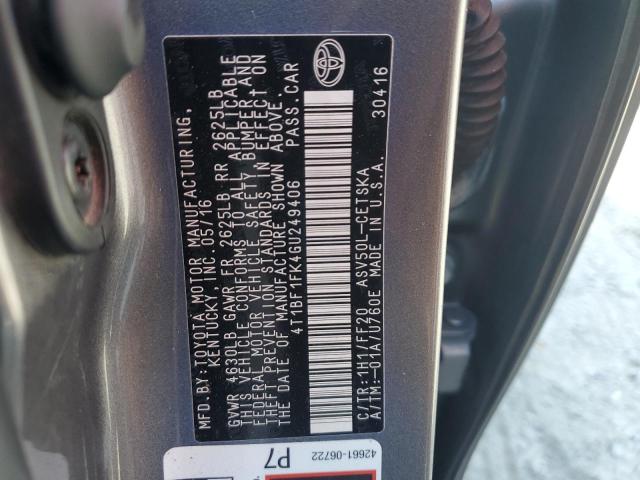 MFD.BY: TOYOTA MOTOR MANUFACTURING,
KENTUCKY, INC. 05/16
GVWR 4630LB GAWR FR 2625LB RR 2625LB
THIS VEHICLE CONFORMS TO ALL APPLICABLE
FEDERAL MOTOR VEHICLE SAFETY, BUMPER, AND
THEFT PREVENTION STANDARDS IN EFFECT ON
THE DATE OF MANUFACTURE SHOWN ABOVE.
4T1BF1FK4GU249406 PASS.CAR
C/TR: 1H1/FF20 ASV50L-CETSKA
A/TM: -01A/U760E MADE IN U.S.A. 30416
42661-06722
P7